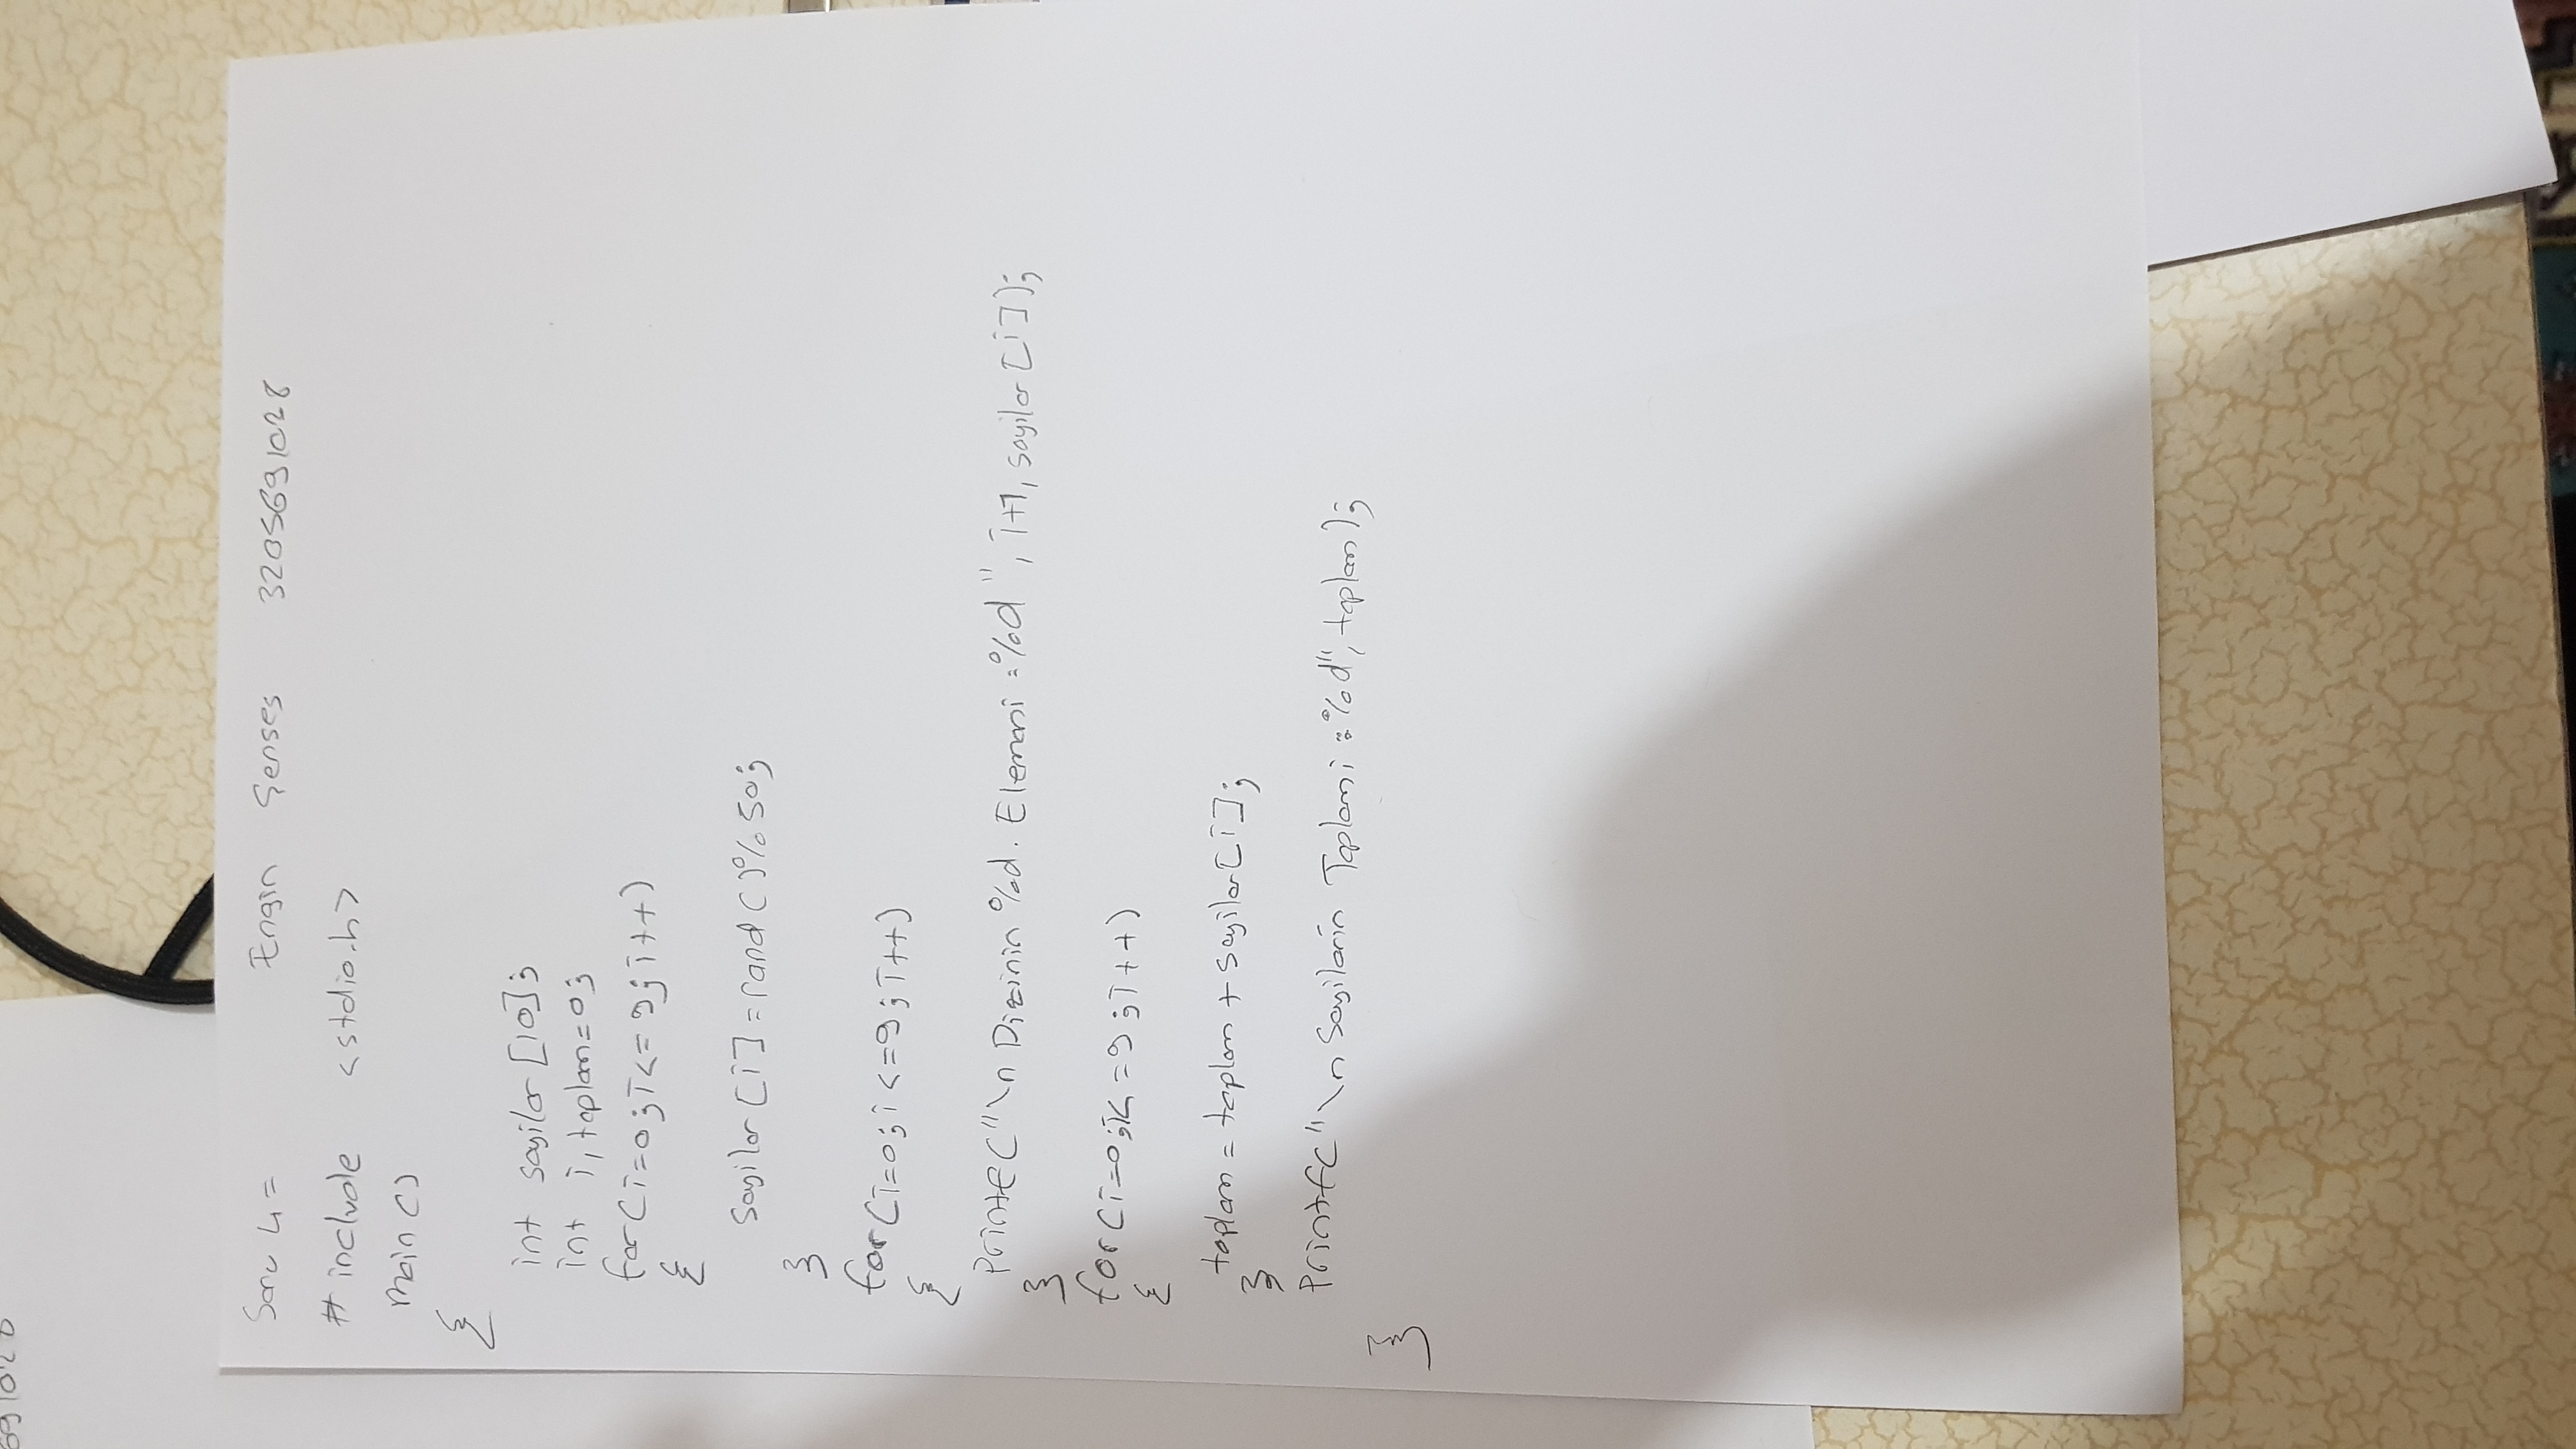 691028
Soru 4= Engin Şenses 3205691028
# include <stdio.h>
main()
{
int sayilar [10];
int i, toplam=0;
for(i=0;i<=9;i++)
{
Sayilar [i] = rand()%50;
}
for(i=0;i<=9;i++)
{
Printf("\n Dizinin %d. Elemani :%d ", i+1, sayilar [i]);
}
for(i=0;i<=9;i++)
{
toplam = toplam + Sayilar[i];
}
Printf("\n Sayilarin Toplami :%d", toplam);
}